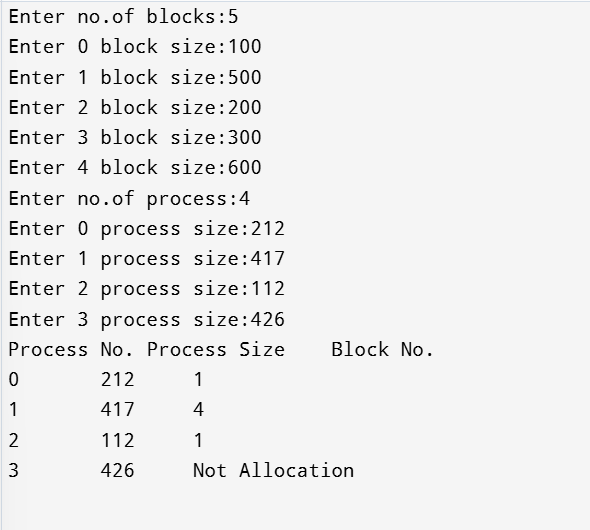 Enter no.of blocks:5
Enter 0 block size:100
Enter 1 block size:500
Enter 2 block size:200
Enter 3 block size:300
Enter 4 block size:600
Enter no.of process:4
Enter 0 process size:212
Enter 1 process size:417
Enter 2 process size:112
Enter 3 process size:426
Process No. Process Size    Block No.
0       212     1
1       417     4
2       112     1
3       426     Not Allocation